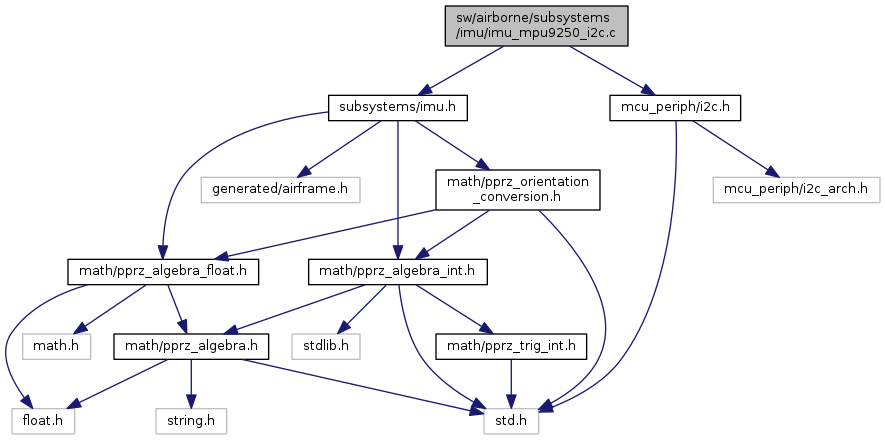 sw/airborne/subsystems
/imu/imu_mpu9250_i2c.c
subsystems/imu.h
mcu_periph/i2c.h
generated/airframe.h
math/pprz_orientation
_conversion.h
mcu_periph/i2c_arch.h
math/pprz_algebra_float.h
math/pprz_algebra_int.h
math.h
math/pprz_algebra.h
stdlib.h
math/pprz_trig_int.h
float.h
string.h
std.h